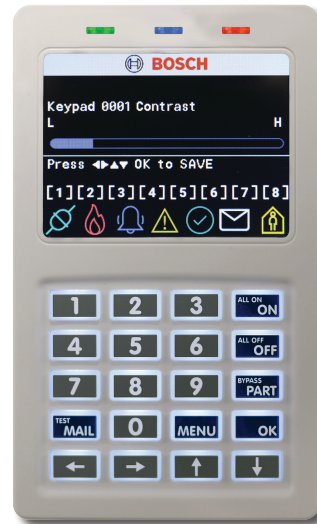 BOSCH
Keypad 0001 Contrast
L H
Press ◄►▲▼ OK to SAVE
[1][2][3][4][5][6][7][8]
1 2 3 ALL ON ON
4 5 6 ALL OFF OFF
7 8 9 BYPASS PART
TEST MAIL 0 MENU OK
← → ↑ ↓